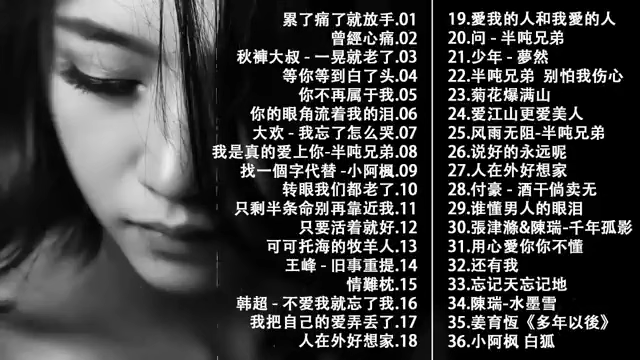 累了痛了就放手.01
曾經心痛.02
秋褲大叔 - 一晃就老了.03
等你等到白了头.04
你不再属于我.05
你的眼角流着我的泪.06
大欢 - 我忘了怎么哭.07
我是真的爱上你-半吨兄弟.08
找一個字代替 -小阿楓.09
转眼我们都老了.10
只剩半条命别再靠近我.11
只要活着就好.12
可可托海的牧羊人.13
王峰 - 旧事重提.14
情難枕.15
韩超 - 不爱我就忘了我.16
我把自己的爱弄丢了.17
人在外好想家.18
19.愛我的人和我愛的人
20.问 - 半吨兄弟
21.少年 - 夢然
22.半吨兄弟 别怕我伤心
23.菊花爆满山
24.爱江山更爱美人
25.风雨无阻-半吨兄弟
26.说好的永远呢
27.人在外好想家
28.付豪 - 酒干倘卖无
29.谁懂男人的眼泪
30.張津滌&陳瑞-千年孤影
31.用心愛你你不懂
32.还有我
33.忘记天忘记地
34.陳瑞-水墨雪
35.姜育恆《多年以後》
36.小阿枫 白狐